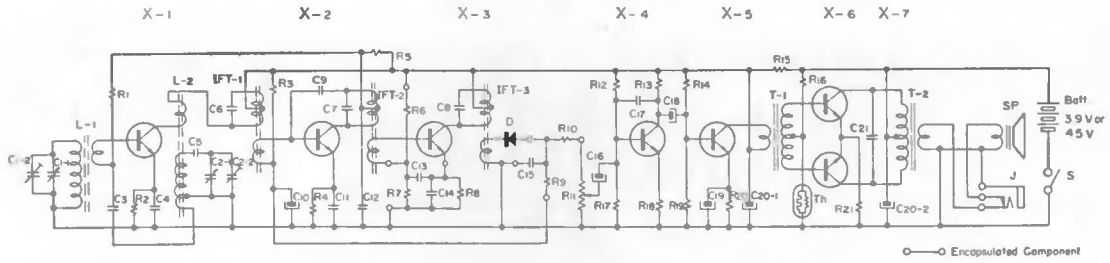 X-1 X-2 X-3 X-4 X-5 X-6 X-7
R5 R15
L-2 IFT-1 R3 C9 IFT-2 R6 C8 IFT-3 R12 R13 C18 R14 R16 T-2 SP Batt.
R1 C6 C7 D R10 C17 T-1 C21 3.9V or
L-1 C5 C13 C15 C16 4.5V
C1-2 C1-1 C2-1 C2-2 R7 C14 R8 R9 R11 J S
C3 R2 C4 C10 R4 C11 C12 R17 R18 R19 C19 R20 C20-1 Th R21 C20-2
Encapsulated Component